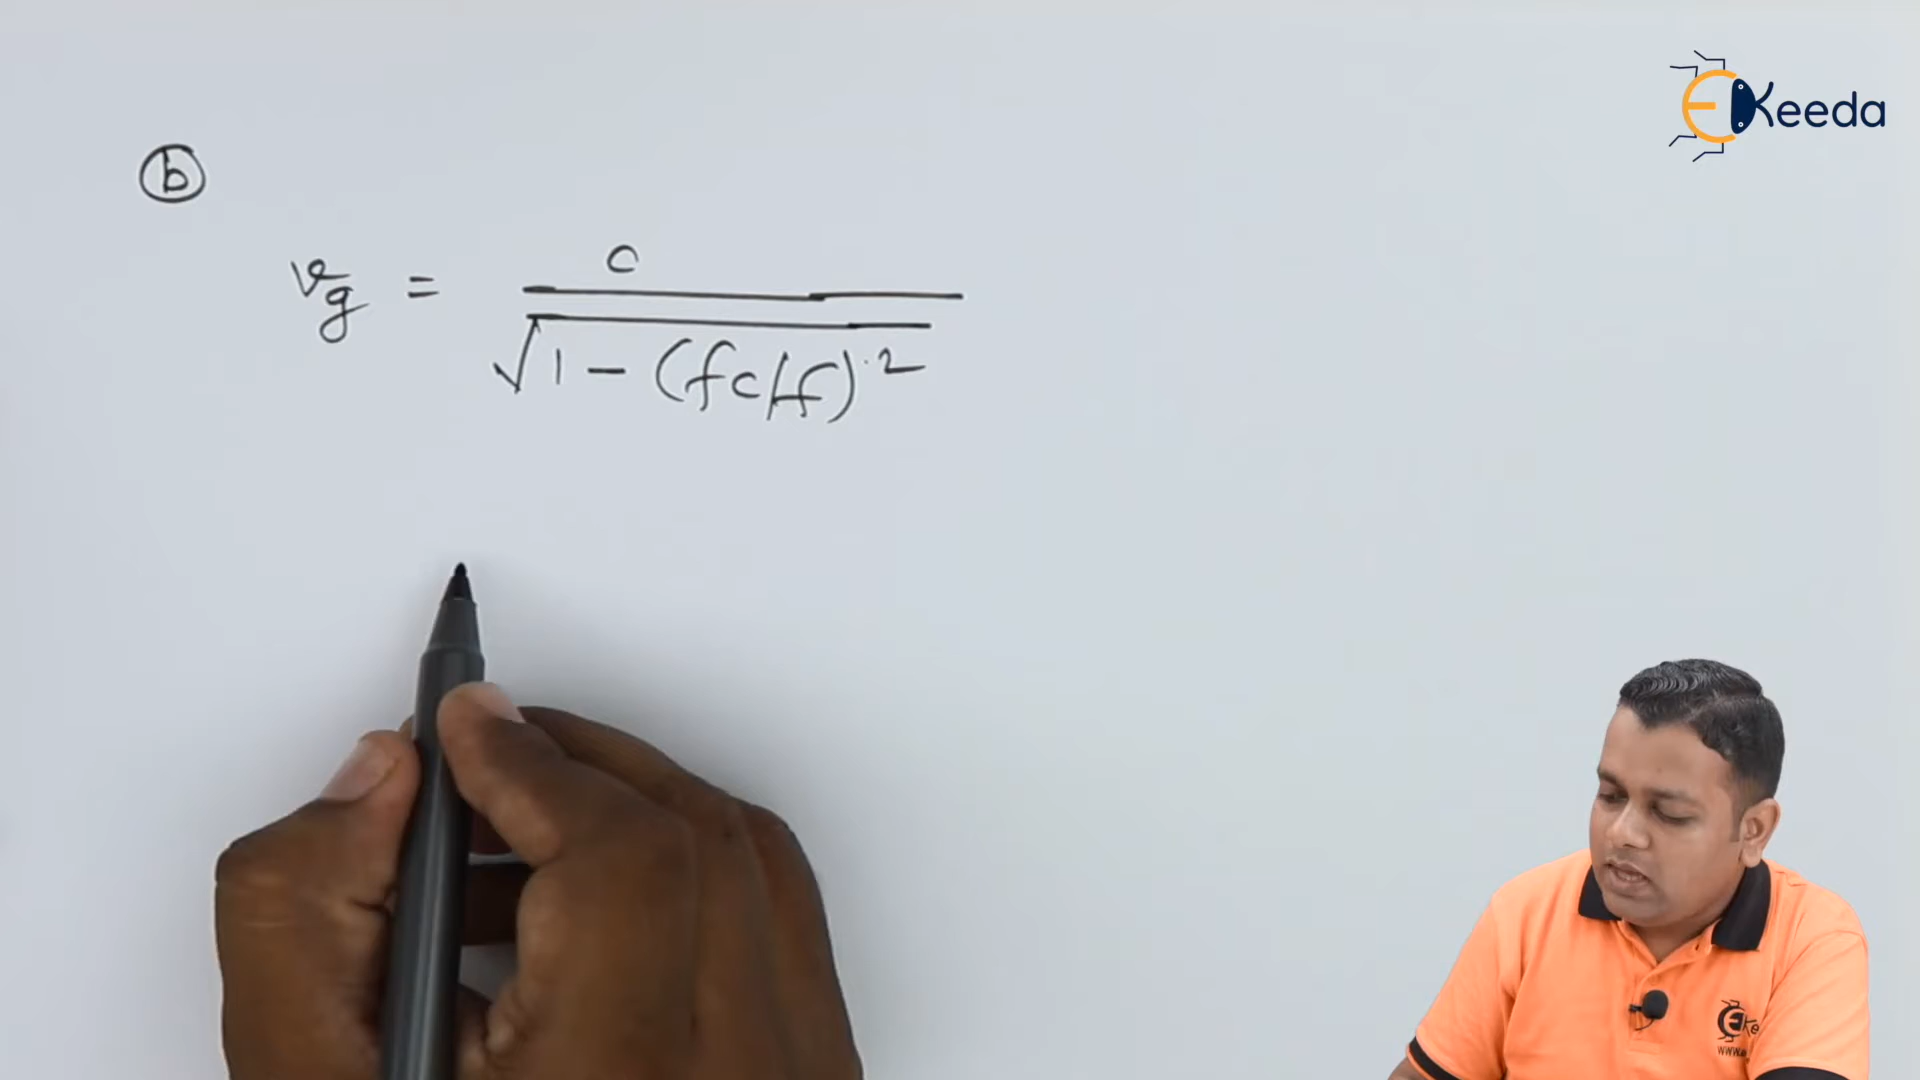 EKeeda
b
vg = c
√1 - (fc/f)^2